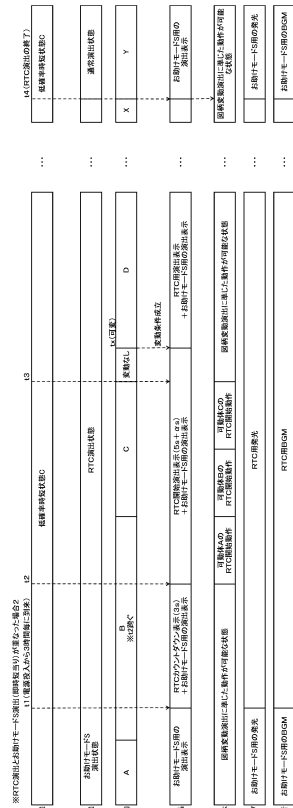 ※RTC演出とお助けモードS演出(即時短当り)が重なった場合2
t1(電源投入から3時間毎に到来)
t2
t3
t4(RTC演出の終了)
低確率時短状態C
…
低確率時短状態C
お助けモードS
演出状態
RTC演出状態
…
通常演出状態
tx(可変)
A
B
※t2跨ぐ
C
変動なし
D
…
X
Y
変動条件成立
お助けモードS用の
演出表示
RTCカウントダウン表示(3s)
+お助けモードS用の演出表示
RTC開始演出表示(5s+αs)
+お助けモードS用の演出表示
RTC用演出表示
+お助けモードS用の演出表示
…
お助けモードS用の
演出表示
図柄変動演出に準じた動作が可能な状態
可動体Aの
RTC開始動作
可動体Bの
RTC開始動作
可動体Cの
RTC開始動作
図柄変動演出に準じた動作が可能な状態
…
図柄変動演出に準じた動作が可能
な状態
お助けモードS用の発光
RTC用発光
…
お助けモードS用の発光
お助けモードS用のBGM
RTC用BGM
…
お助けモードS用のBGM